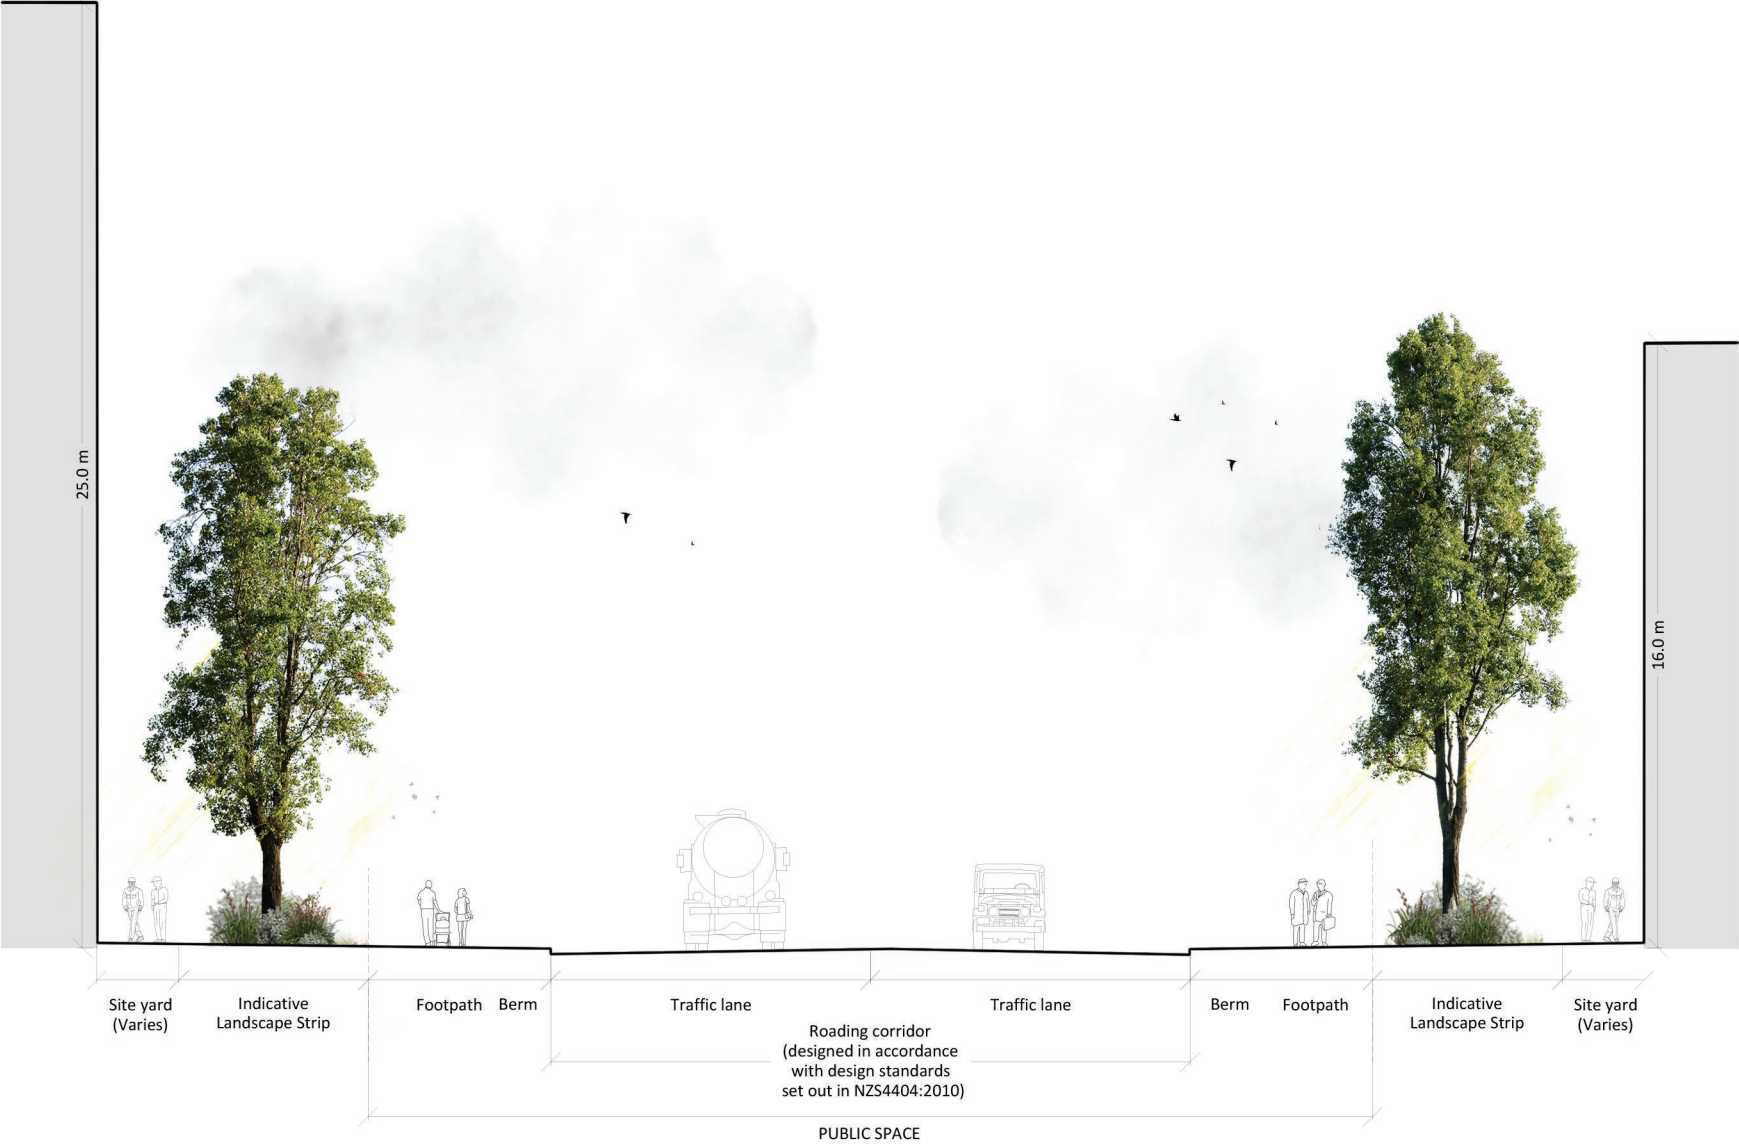 25.0 m
16.0 m
Site yard
(Varies)
Indicative
Landscape Strip
Footpath
Berm
Traffic lane
Traffic lane
Berm
Footpath
Indicative
Landscape Strip
Site yard
(Varies)
Roading corridor
(designed in accordance
with design standards
set out in NZS4404:2010)
PUBLIC SPACE